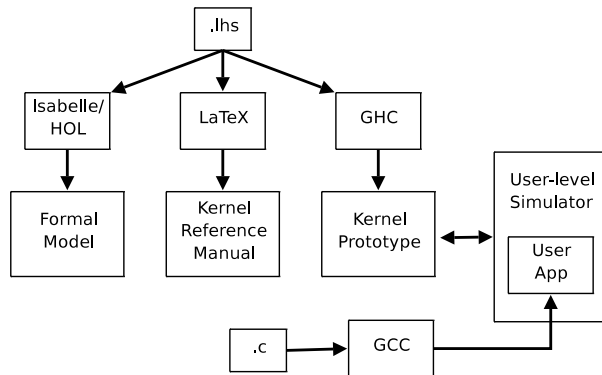 .lhs
Isabelle/
HOL
LaTeX
GHC
Formal
Model
Kernel
Reference
Manual
Kernel
Prototype
User-level
Simulator
User
App
.c
GCC